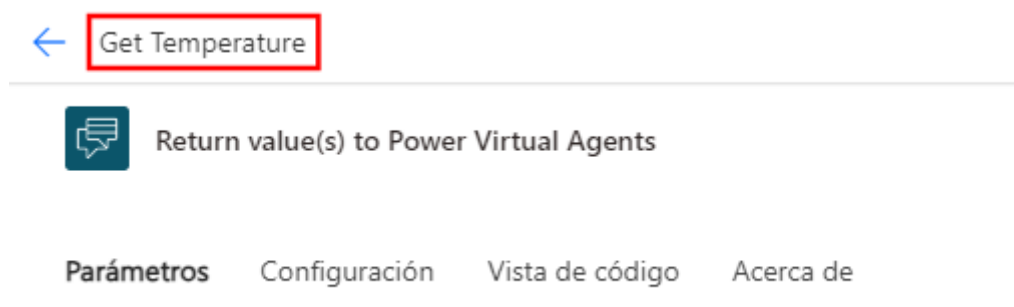 Get Temperature
Return value(s) to Power Virtual Agents
Parámetros Configuración Vista de código Acerca de